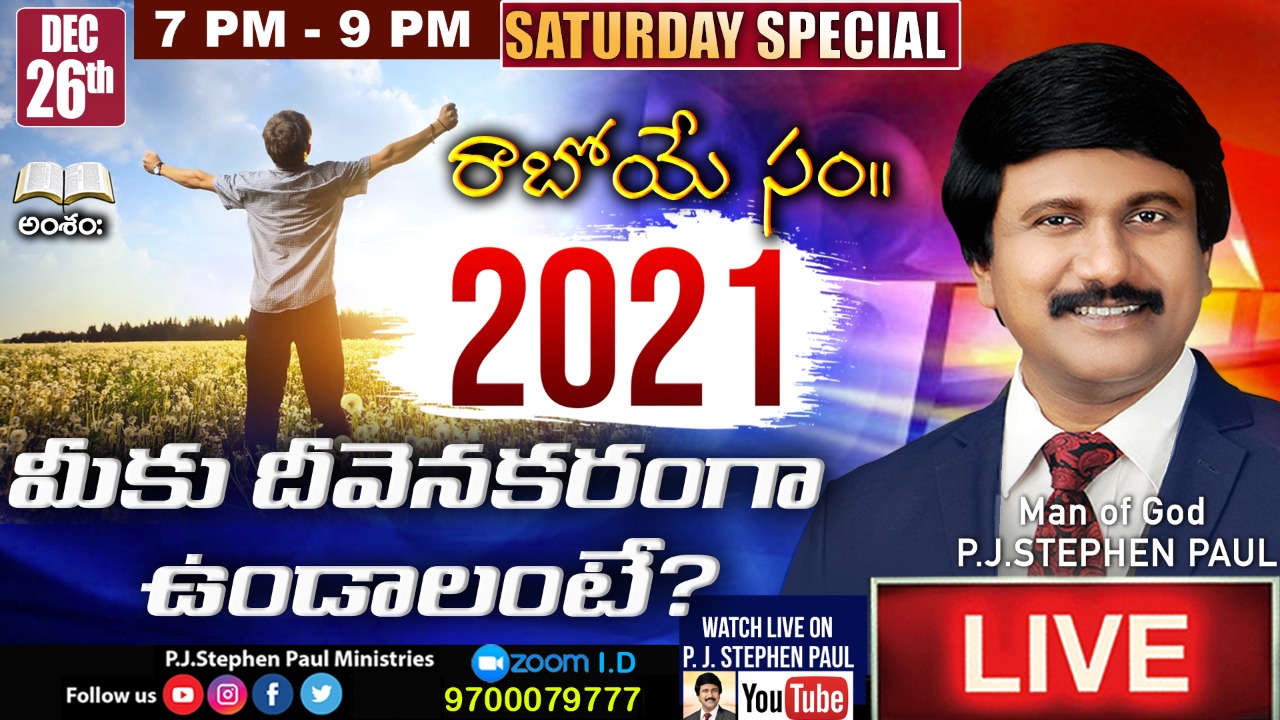 DEC
26th
7 PM - 9 PM
SATURDAY SPECIAL
అంశం:
రాబోయే సం॥
2021
మీకు దీవెనకరంగా
ఉండాలంటే?
Man of God
P.J.STEPHEN PAUL
LIVE
WATCH LIVE ON
P. J. STEPHEN PAUL
YouTube
P.J.Stephen Paul Ministries
Follow us
zoom I.D
9700079777